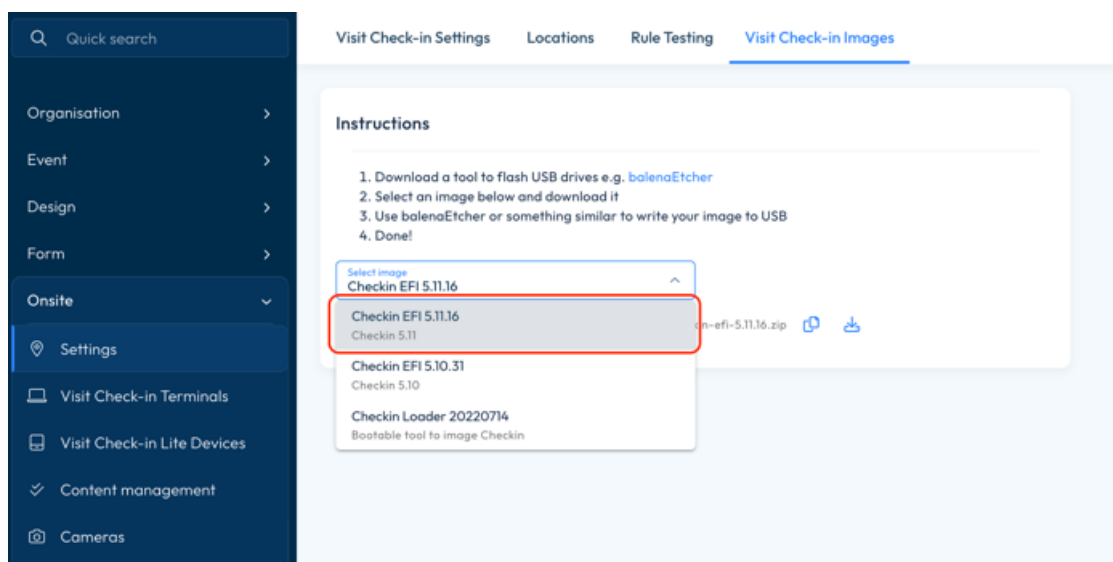 Quick search
Organisation
Event
Design
Form
Onsite
Settings
Visit Check-in Terminals
Visit Check-in Lite Devices
Content management
Cameras
Visit Check-in Settings Locations Rule Testing Visit Check-in Images
Instructions
1. Download a tool to flash USB drives e.g. balenaEtcher
2. Select an image below and download it
3. Use balenaEtcher or something similar to write your image to USB
4. Done!
Select image
Checkin EFI 5.11.16
Checkin EFI 5.11.16
Checkin 5.11
n-efi-5.11.16.zip
Checkin EFI 5.10.31
Checkin 5.10
Checkin Loader 20220714
Bootable tool to image Checkin